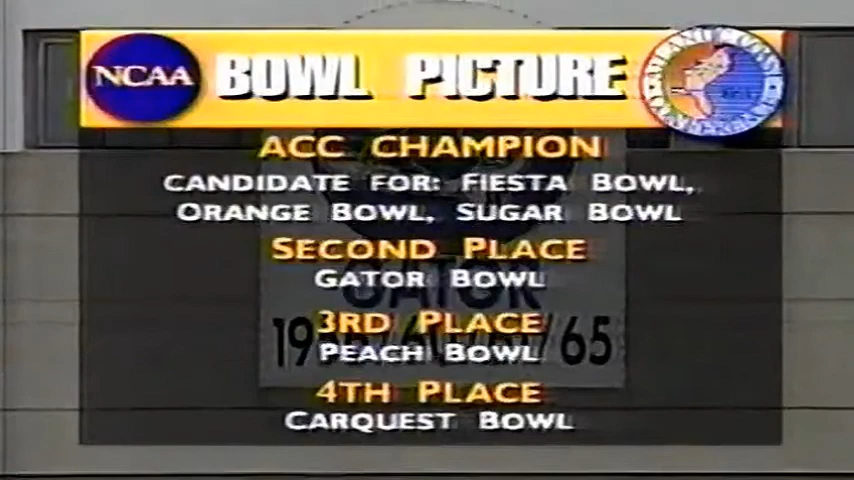 NCAA
BOWL PICTURE
ACC CHAMPION
CANDIDATE FOR: FIESTA BOWL,
ORANGE BOWL, SUGAR BOWL
SECOND PLACE
GATOR BOWL
GATOR
3RD PLACE
PEACH BOWL
4TH PLACE
CARQUEST BOWL